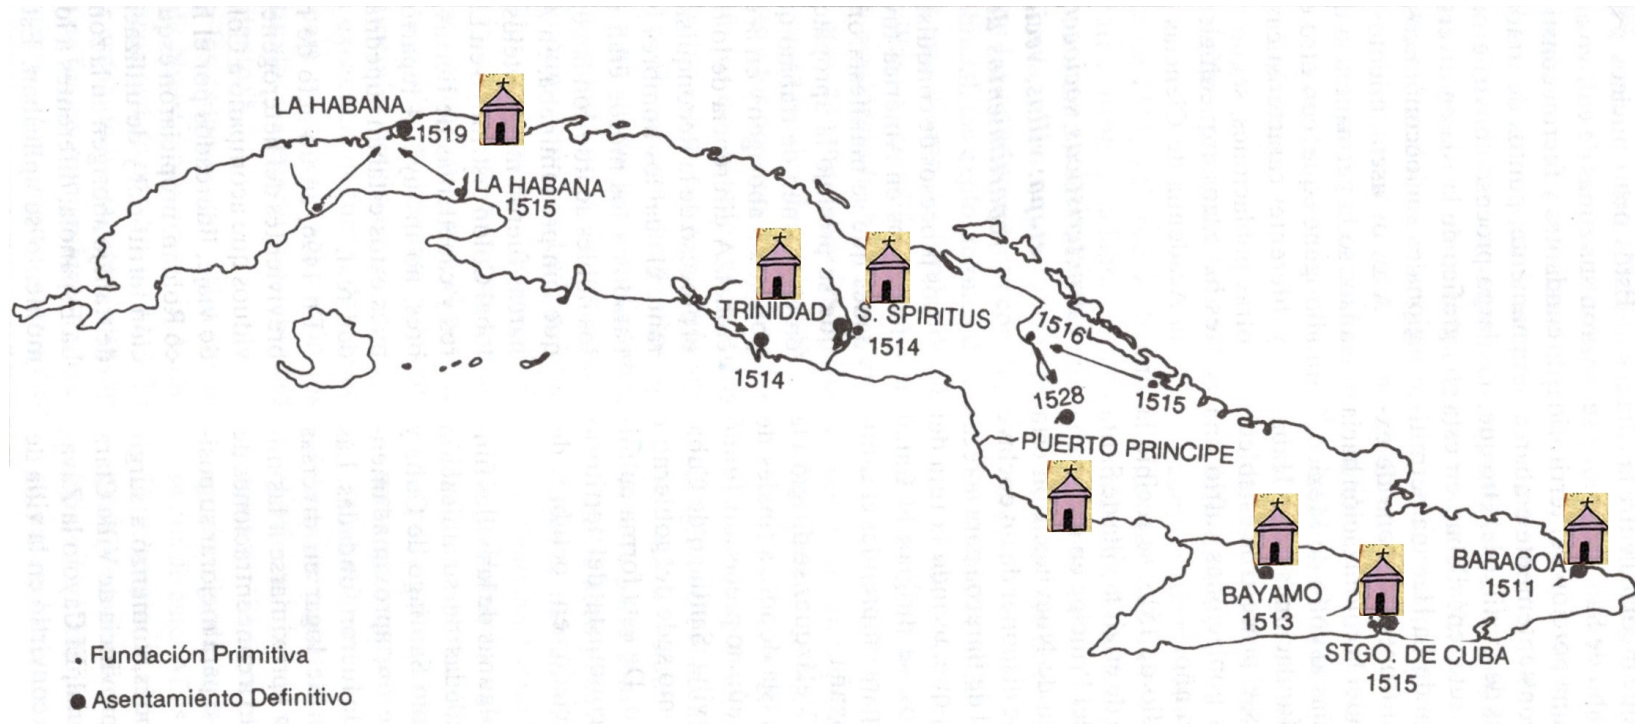 LA HABANA
1519
LA HABANA
1515
TRINIDAD
1514
S. SPIRITUS
1514
1516
1515
1528
PUERTO PRINCIPE
BAYAMO
1513
BARACOA
1511
STGO. DE CUBA
1515
Fundación Primitiva
Asentamiento Definitivo